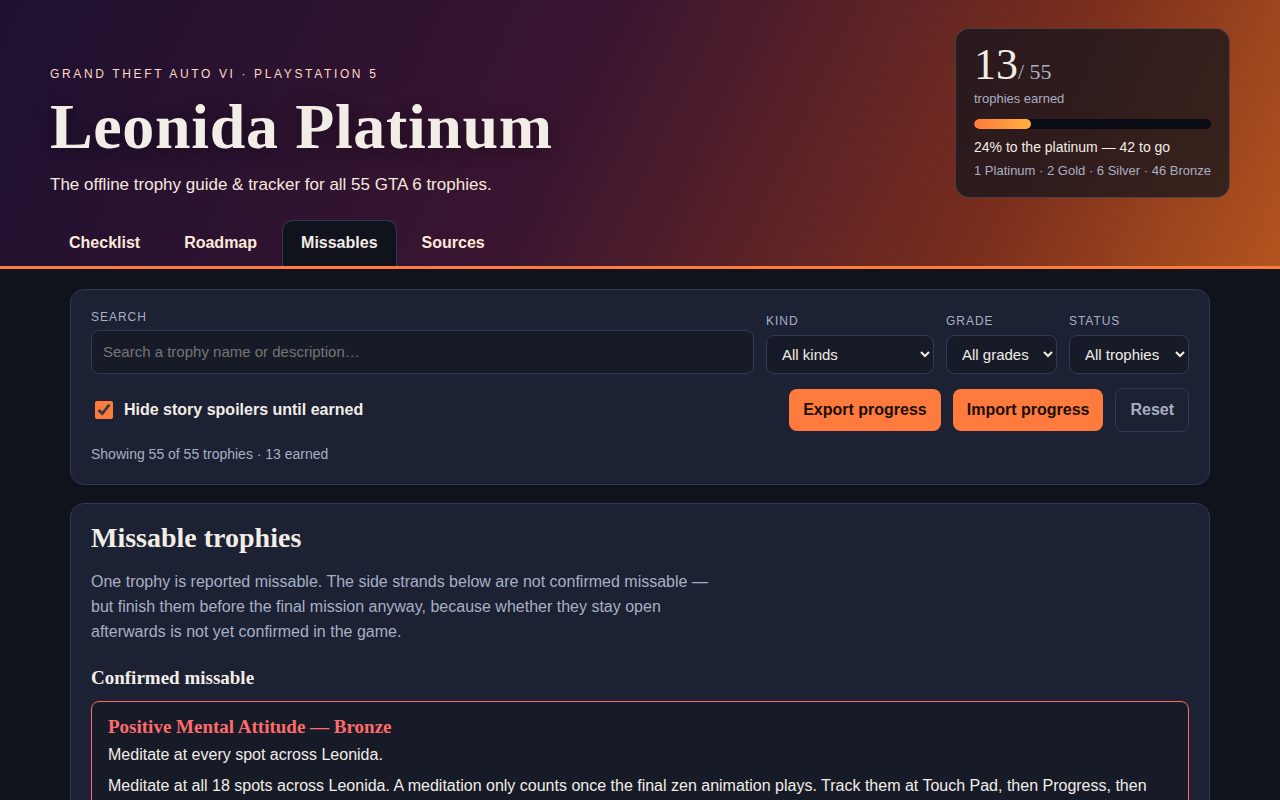 GRAND THEFT AUTO VI · PLAYSTATION 5
Leonida Platinum
The offline trophy guide & tracker for all 55 GTA 6 trophies.
13 / 55
trophies earned
24% to the platinum — 42 to go
1 Platinum · 2 Gold · 6 Silver · 46 Bronze
Checklist
Roadmap
Missables
Sources
SEARCH
Search a trophy name or description…
KIND
All kinds
GRADE
All grades
STATUS
All trophies
Hide story spoilers until earned
Export progress
Import progress
Reset
Showing 55 of 55 trophies · 13 earned
Missable trophies
One trophy is reported missable. The side strands below are not confirmed missable —
but finish them before the final mission anyway, because whether they stay open
afterwards is not yet confirmed in the game.
Confirmed missable
Positive Mental Attitude — Bronze
Meditate at every spot across Leonida.
Meditate at all 18 spots across Leonida. A meditation only counts once the final zen animation plays. Track them at Touch Pad, then Progress, then